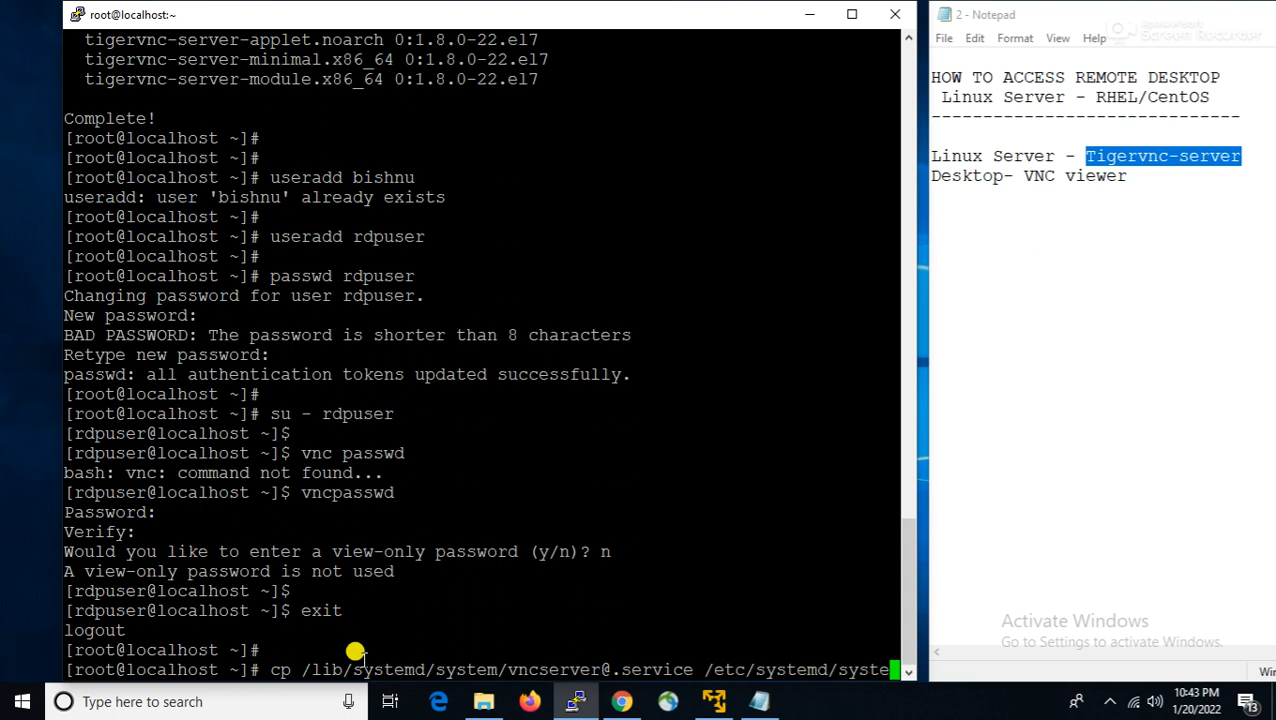 root@localhost:~
tigervnc-server-applet.noarch 0:1.8.0-22.el7
tigervnc-server-minimal.x86_64 0:1.8.0-22.el7
tigervnc-server-module.x86_64 0:1.8.0-22.el7
Complete!
[root@localhost ~]#
[root@localhost ~]#
[root@localhost ~]# useradd bishnu
useradd: user 'bishnu' already exists
[root@localhost ~]#
[root@localhost ~]# useradd rdpuser
[root@localhost ~]#
[root@localhost ~]# passwd rdpuser
Changing password for user rdpuser.
New password:
BAD PASSWORD: The password is shorter than 8 characters
Retype new password:
passwd: all authentication tokens updated successfully.
[root@localhost ~]#
[root@localhost ~]# su - rdpuser
[rdpuser@localhost ~]$
[rdpuser@localhost ~]$ vnc passwd
bash: vnc: command not found...
[rdpuser@localhost ~]$ vncpasswd
Password:
Verify:
Would you like to enter a view-only password (y/n)? n
A view-only password is not used
[rdpuser@localhost ~]$
[rdpuser@localhost ~]$ exit
logout
[root@localhost ~]#
[root@localhost ~]# cp /lib/systemd/system/vncserver@.service /etc/systemd/syste
2 - Notepad
File Edit Format View Help
Screen Recorder
HOW TO ACCESS REMOTE DESKTOP
Linux Server - RHEL/CentOS
------------------------------
Linux Server - Tigervnc-server
Desktop- VNC viewer
Activate Windows
Go to Settings to activate Windows.
Win
Type here to search
10:43 PM
1/20/2022
13